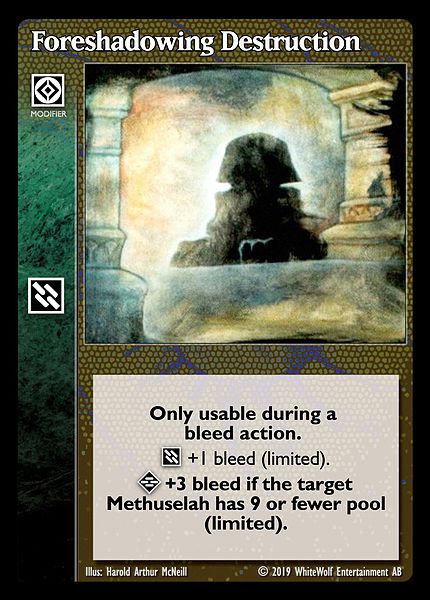 Foreshadowing Destruction
MODIFIER
Only usable during a
bleed action.
+1 bleed (limited).
+3 bleed if the target
Methuselah has 9 or fewer pool
(limited).
Illus: Harold Arthur McNeill © 2019 WhiteWolf Entertainment AB